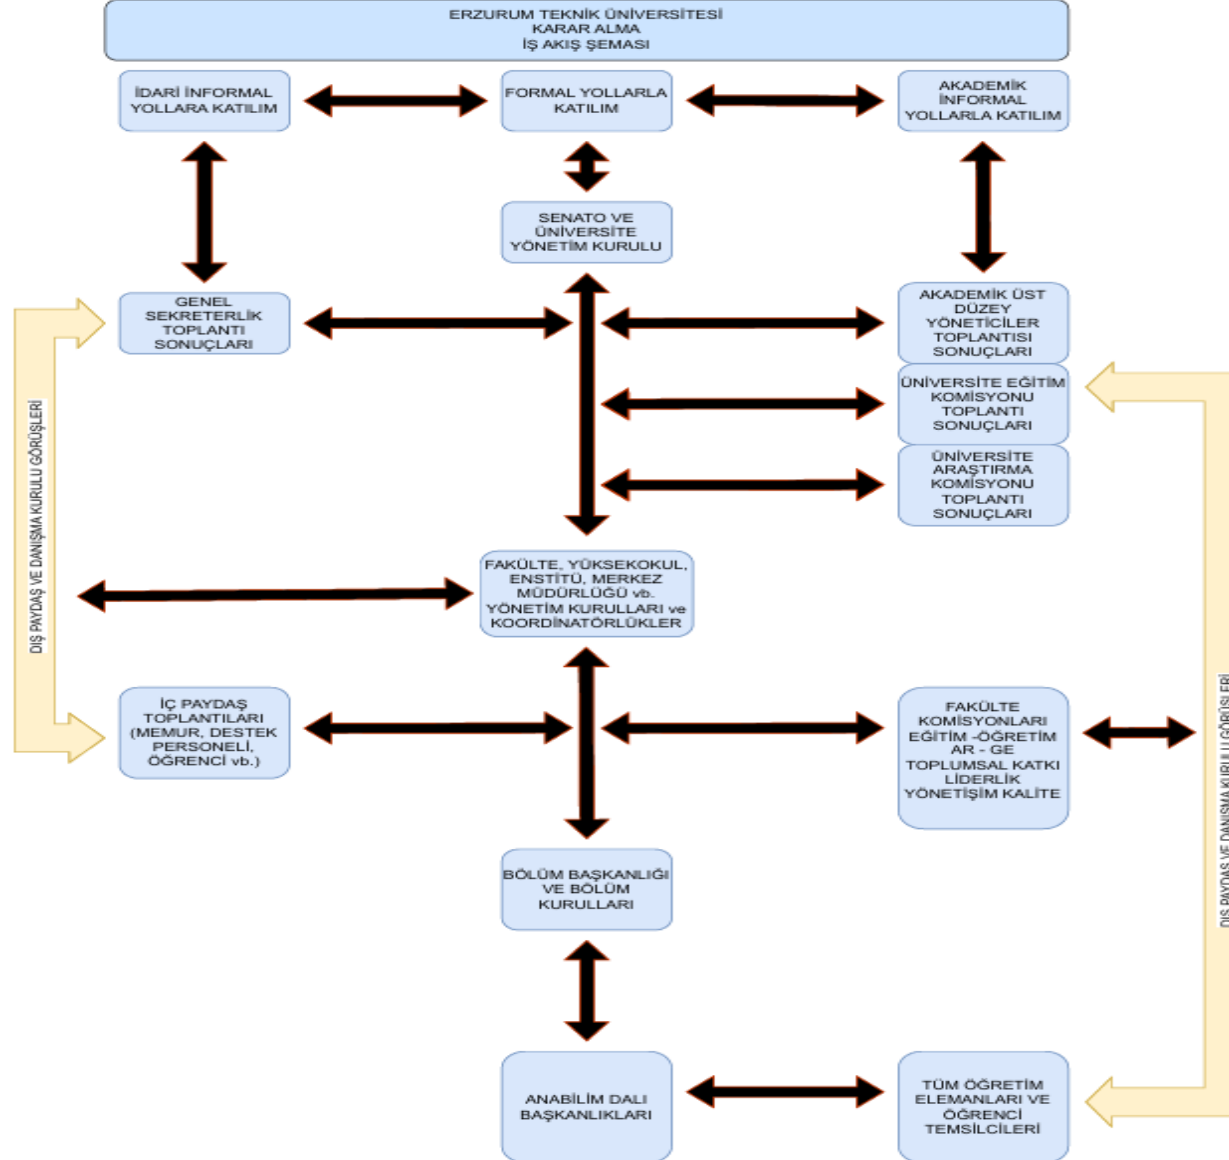 ERZURUM TEKNİK ÜNİVERSİTESİ
KARAR ALMA
İŞ AKIŞ ŞEMASI
İDARİ İNFORMAL
YOLLARA KATILIM
FORMAL YOLLARLA
KATILIM
AKADEMİK
İNFORMAL
YOLLARLA KATILIM
SENATO VE
ÜNİVERSİTE
YÖNETİM KURULU
GENEL
SEKRETERLİK
TOPLANTI
SONUÇLARI
AKADEMİK ÜST
DÜZEY
YÖNETİCİLER
TOPLANTISI
SONUÇLARI
ÜNİVERSİTE EĞİTİM
KOMİSYONU
TOPLANTI
SONUÇLARI
ÜNİVERSİTE
ARAŞTIRMA
KOMİSYONU
TOPLANTI
SONUÇLARI
DIŞ PAYDAŞ VE DANIŞMA KURULU GÖRÜŞLERİ
FAKÜLTE, YÜKSEKOKUL,
ENSTİTÜ, MERKEZ
MÜDÜRLÜĞÜ vb.
YÖNETİM KURULLARI ve
KOORDİNATÖRLÜKLER
İÇ PAYDAŞ
TOPLANTILARI
(MEMUR, DESTEK
PERSONELİ,
ÖĞRENCİ vb.)
FAKÜLTE
KOMİSYONLARI
EĞİTİM -ÖĞRETİM
AR - GE
TOPLUMSAL KATKI
LİDERLİK
YÖNETİŞİM KALİTE
DIŞ PAYDAŞ VE DANIŞMA KURULU GÖRÜŞLERİ
BÖLÜM BAŞKANLIĞI
VE BÖLÜM
KURULLARI
ANABİLİM DALI
BAŞKANLIKLARI
TÜM ÖĞRETİM
ELEMANLARI VE
ÖĞRENCİ
TEMSİLCİLERİ